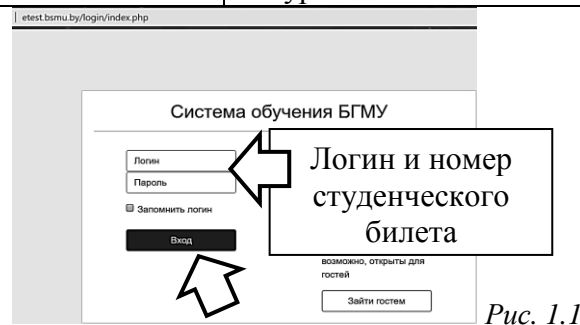 etest.bsmu.by/login/index.php
Система обучения БГМУ
Логин
Пароль
Запомнить логин
Вход
Логин и номер
студенческого
билета
возможно, открыты для
гостей
Зайти гостем
Рис. 1.1